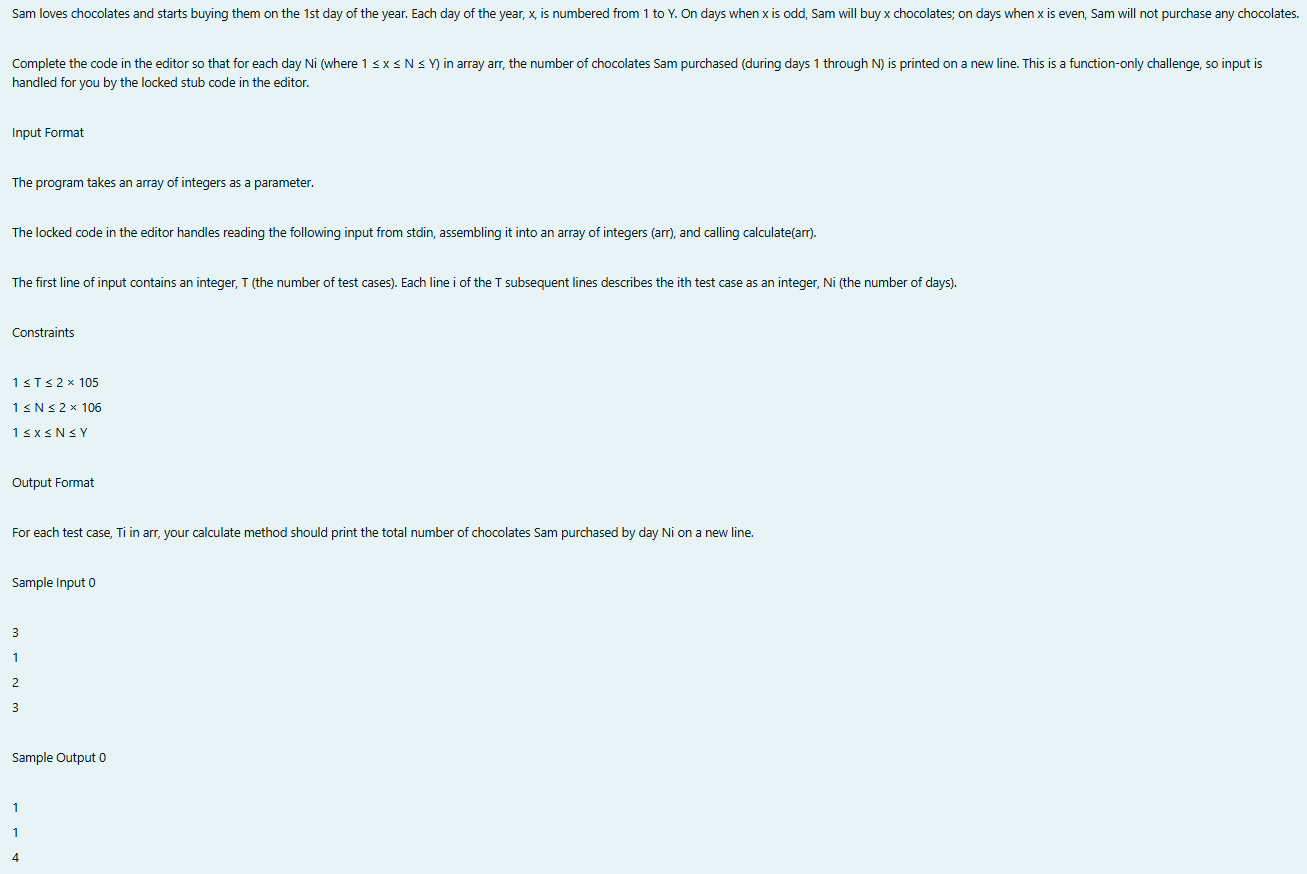 Sam loves chocolates and starts buying them on the 1st day of the year. Each day of the year, x, is numbered from 1 to Y. On days when x is odd, Sam will buy x chocolates; on days when x is even, Sam will not purchase any chocolates.
Complete the code in the editor so that for each day Ni (where 1 ≤ x ≤ N ≤ Y) in array arr, the number of chocolates Sam purchased (during days 1 through N) is printed on a new line. This is a function-only challenge, so input is
handled for you by the locked stub code in the editor.
Input Format
The program takes an array of integers as a parameter.
The locked code in the editor handles reading the following input from stdin, assembling it into an array of integers (arr), and calling calculate(arr).
The first line of input contains an integer, T (the number of test cases). Each line i of the T subsequent lines describes the ith test case as an integer, Ni (the number of days).
Constraints
1 ≤ T ≤ 2 × 105
1 ≤ N ≤ 2 × 106
1 ≤ x ≤ N ≤ Y
Output Format
For each test case, Ti in arr, your calculate method should print the total number of chocolates Sam purchased by day Ni on a new line.
Sample Input 0
3
1
2
3
Sample Output 0
1
1
4